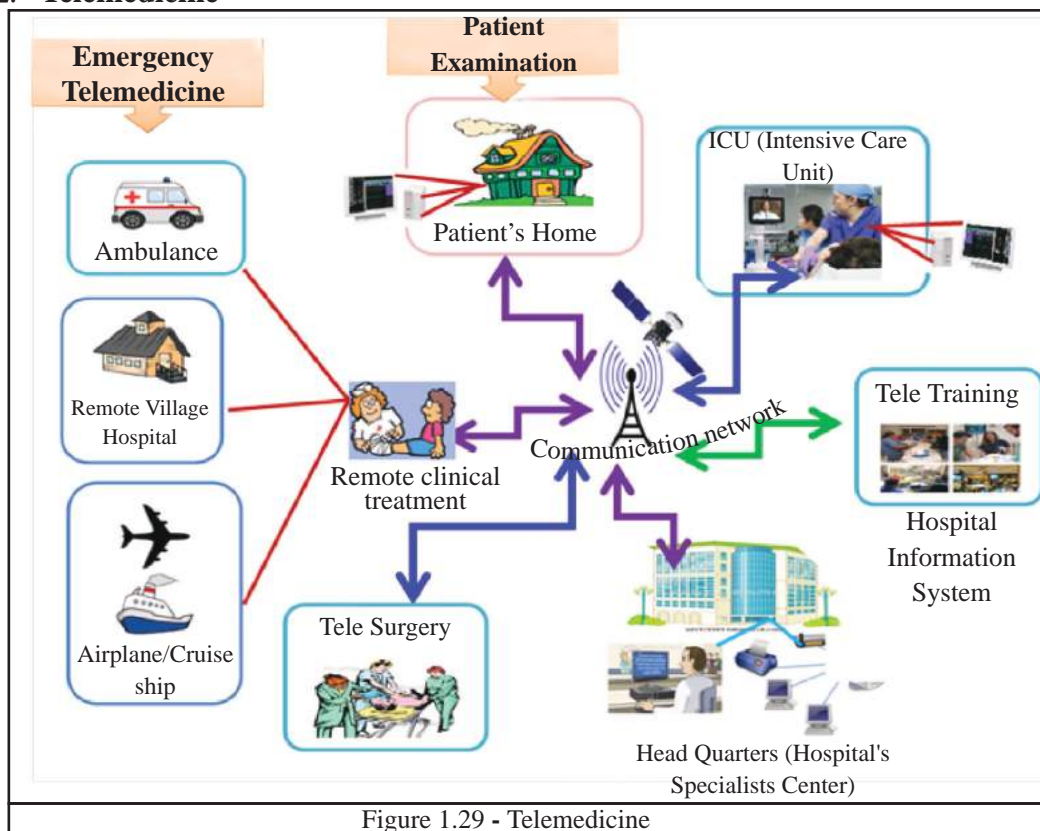 2. Telemedicine
Emergency
Telemedicine
Patient
Examination
Ambulance
Remote Village
Hospital
Airplane/Cruise
ship
Patient's Home
ICU (Intensive Care
Unit)
Remote clinical
treatment
Communication network
Tele Training
Hospital
Information
System
Tele Surgery
Head Quarters (Hospital's
Specialists Center)
Figure 1.29 - Telemedicine